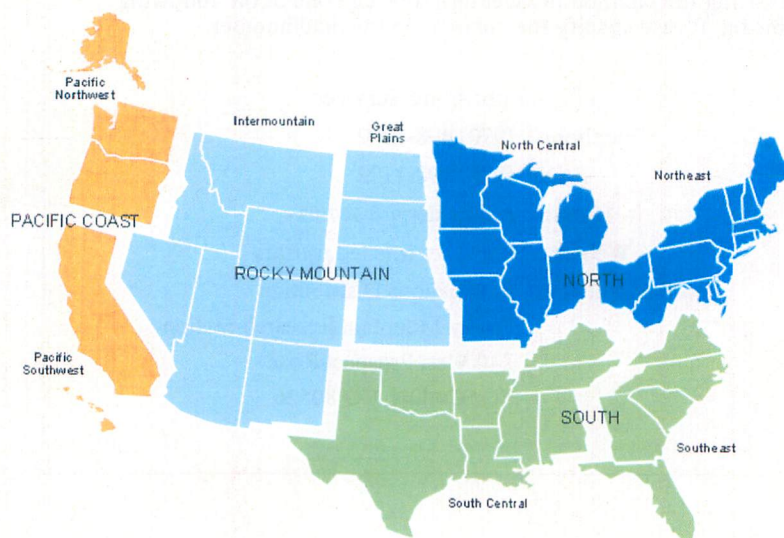 Pacific
Northwest
Intermountain
Great
Plains
North Central
Northeast
PACIFIC COAST
ROCKY MOUNTAIN
NORTH
Pacific
Southwest
SOUTH
Southeast
South Central